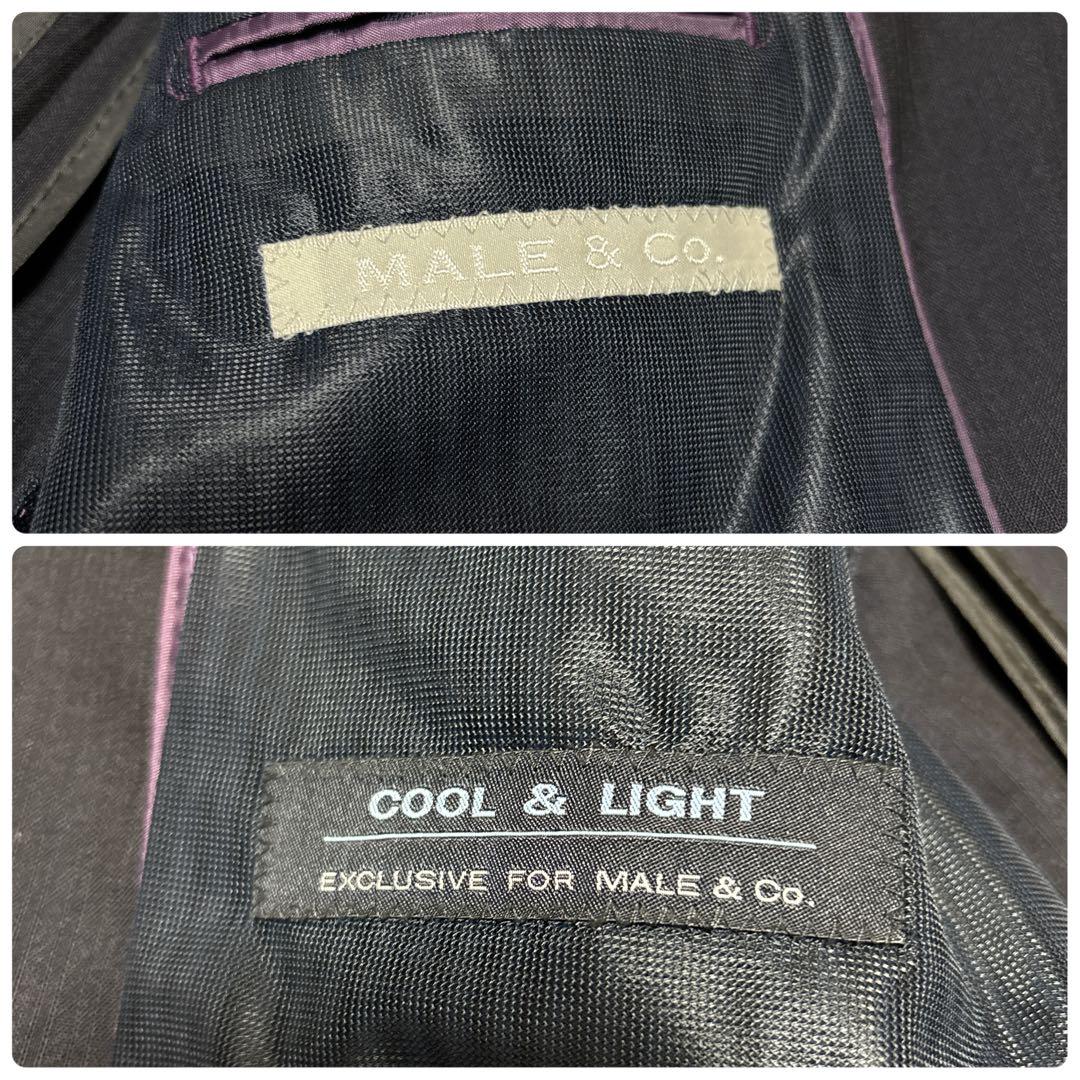 MALE & Co.
COOL & LIGHT
EXCLUSIVE FOR MALE & Co.